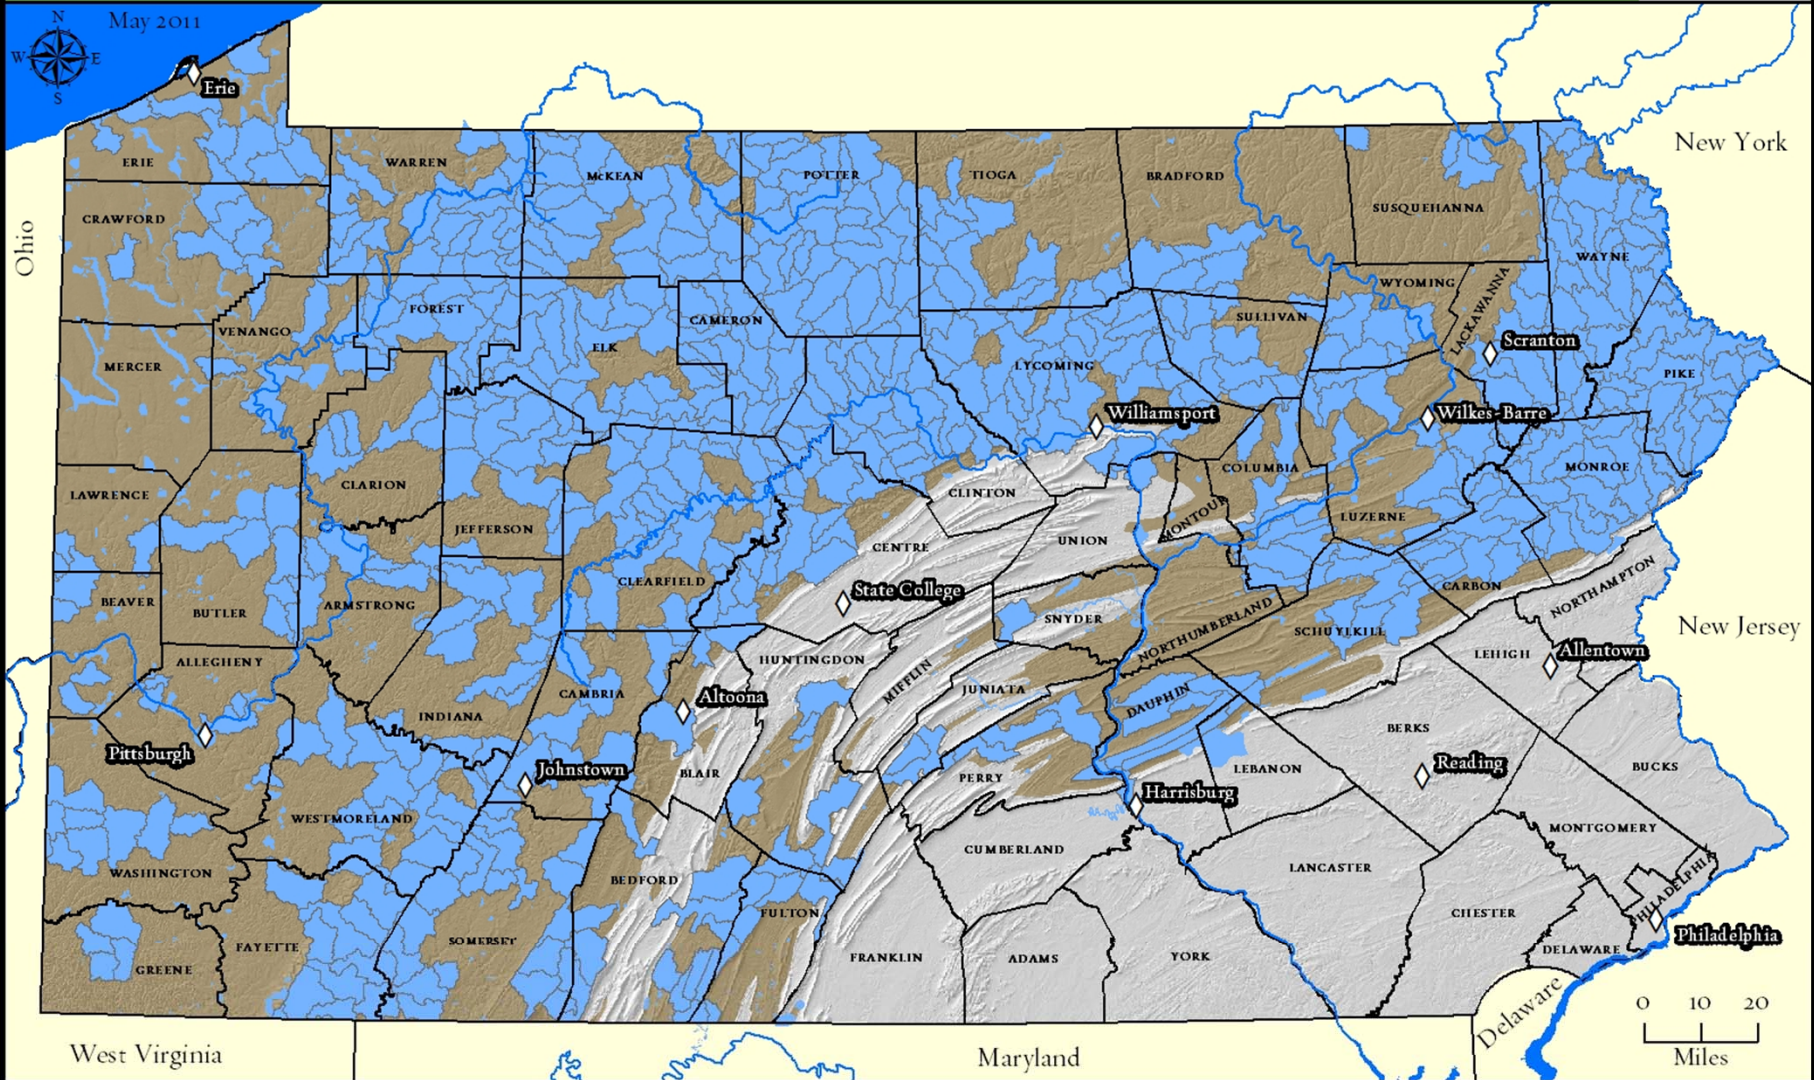 N
May 2011
W
E
S
Erie
New York
ERIE
WARREN
McKEAN
POTTER
TIOGA
BRADFORD
SUSQUEHANNA
CRAWFORD
Ohio
WAYNE
WYOMING
LACKAWANNA
VENANGO
FOREST
CAMERON
SULLIVAN
ELK
Scranton
MERCER
LYCOMING
PIKE
Williamsport
Wilkes-Barre
COLUMBIA
MONROE
LAWRENCE
CLARION
CLINTON
JEFFERSON
MONTOUR
LUZERNE
CENTRE
UNION
CLEARFIELD
State College
BEAVER
BUTLER
ARMSTRONG
CARBON
NORTHAMPTON
SNYDER
NORTHUMBERLAND
SCHUYLKILL
New Jersey
ALLEGHENY
HUNTINGDON
MIFFLIN
LEHIGH
Allentown
CAMBRIA
Altoona
JUNIATA
DAUPHIN
INDIANA
BERKS
Pittsburgh
Johnstown
BLAIR
PERRY
LEBANON
Reading
BUCKS
Harrisburg
WESTMORELAND
MONTGOMERY
CUMBERLAND
WASHINGTON
BEDFORD
LANCASTER
PHILADELPHIA
FULTON
CHESTER
FAYETTE
SOMERSET
Philadelphia
GREENE
FRANKLIN
ADAMS
YORK
DELAWARE
Delaware
0 10 20
Miles
West Virginia
Maryland